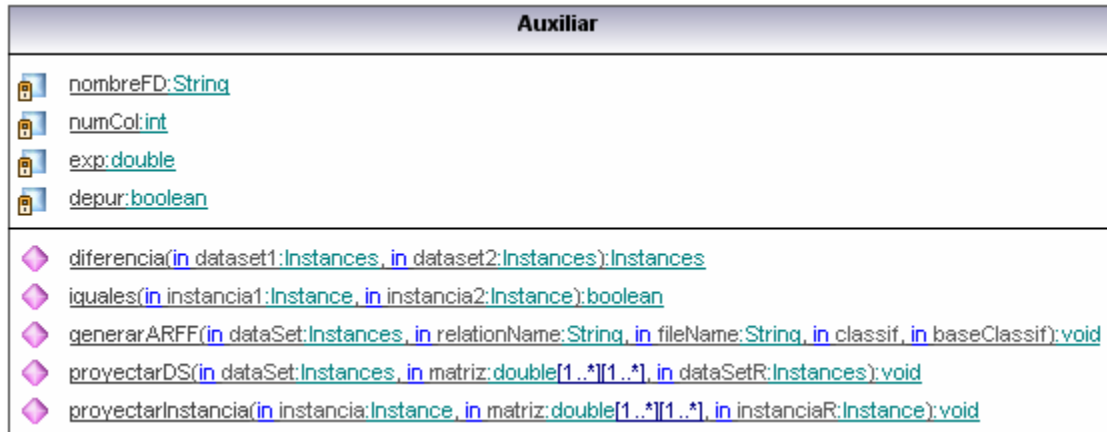 Auxiliar
nombreFD:String
numCol:int
exp:double
depur:boolean
diferencia(in dataset1:Instances, in dataset2:Instances):Instances
iguales(in instancia1:Instance, in instancia2:Instance):boolean
generarARFF(in dataSet:Instances, in relationName:String, in fileName:String, in classif, in baseClassif):void
proyectarDS(in dataSet:Instances, in matriz:double[1..*][1..*], in dataSetR:Instances):void
proyectarInstancia(in instancia:Instance, in matriz:double[1..*][1..*], in instanciaR:Instance):void